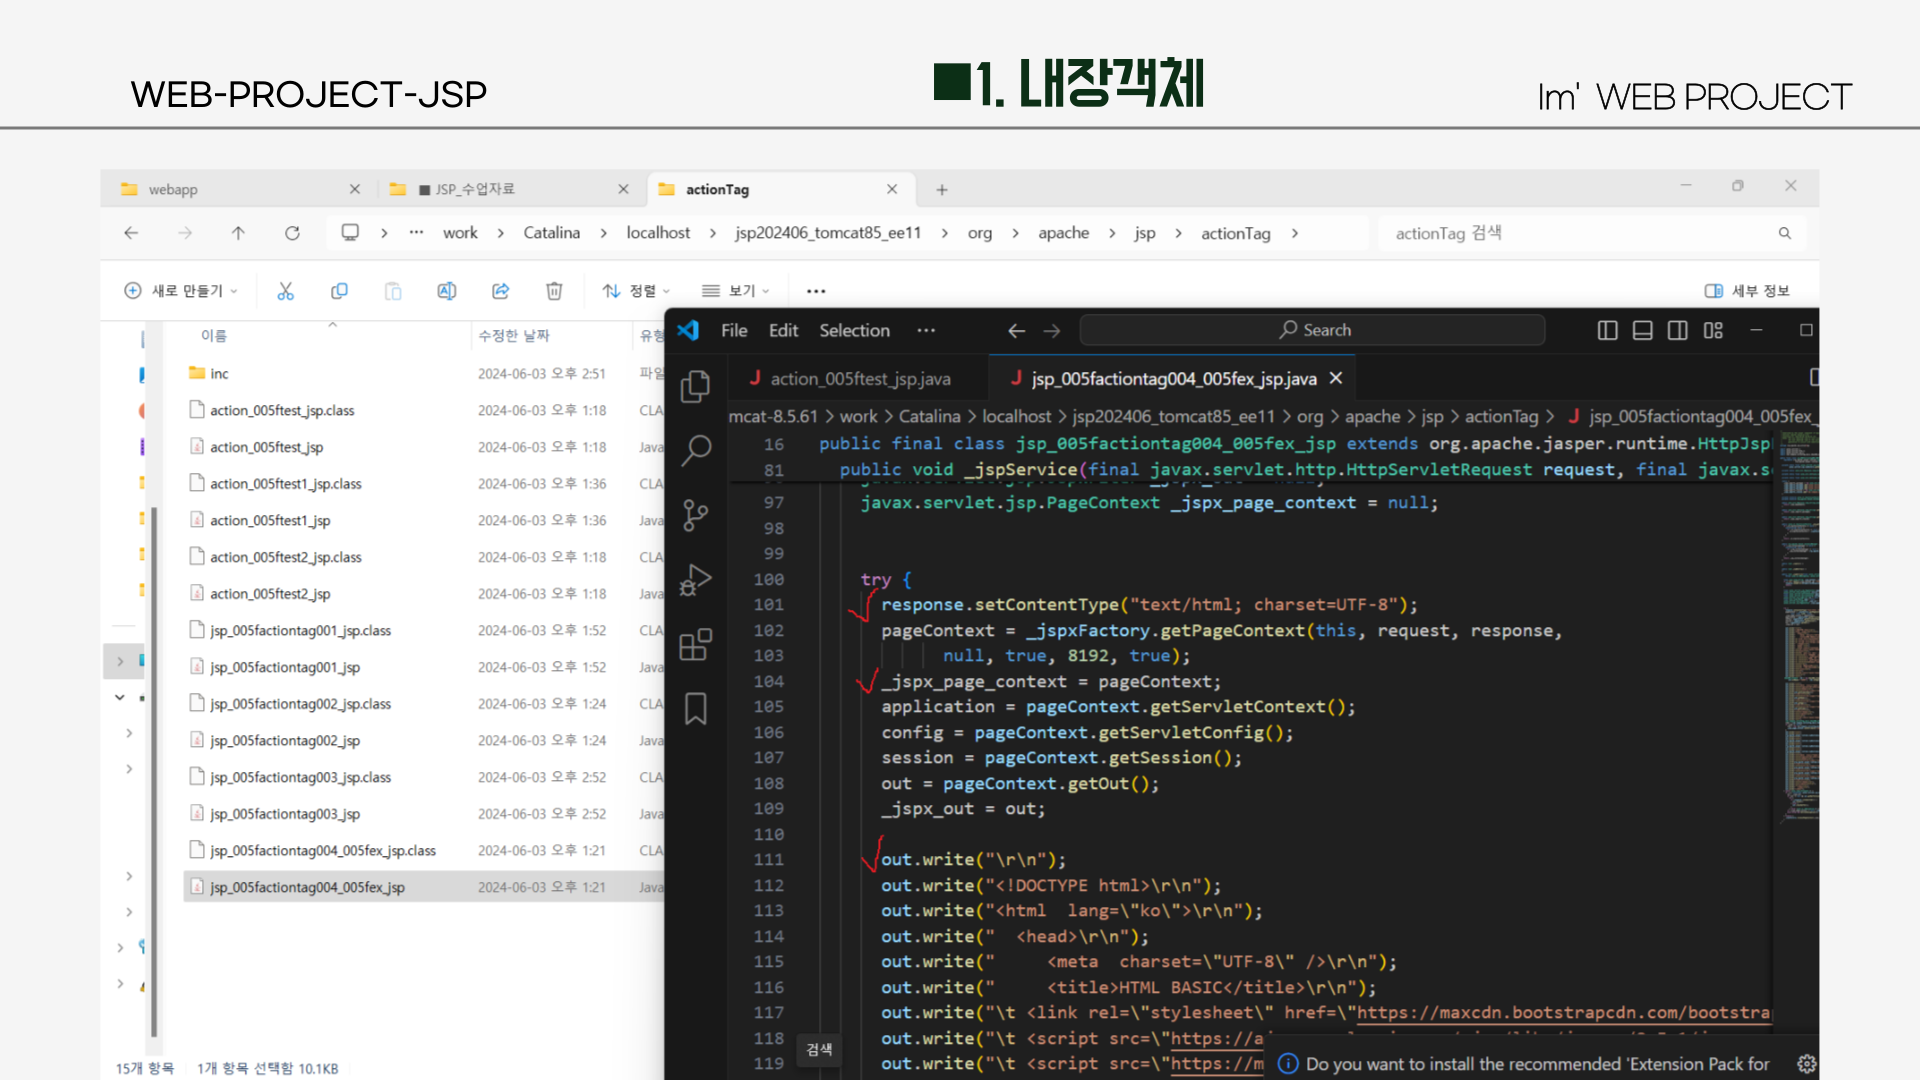 WEB-PROJECT-JSP
■1. 내장객체
Im' WEB PROJECT
webapp
■ JSP_수업자료
actionTag
work > Catalina > localhost > jsp202406_tomcat85_ee11 > org > apache > jsp > actionTag >
actionTag 검색
새로 만들기
정렬
보기
세부 정보
이름 수정한 날짜 유형
inc 2024-06-03 오후 2:51 파일
action_005ftest_jsp.class 2024-06-03 오후 1:18 CLA
action_005ftest_jsp 2024-06-03 오후 1:18 Java
action_005ftest1_jsp.class 2024-06-03 오후 1:36 CLA
action_005ftest1_jsp 2024-06-03 오후 1:36 Java
action_005ftest2_jsp.class 2024-06-03 오후 1:18 CLA
action_005ftest2_jsp 2024-06-03 오후 1:18 Java
jsp_005factiontag001_jsp.class 2024-06-03 오후 1:52 CLA
jsp_005factiontag001_jsp 2024-06-03 오후 1:52 Java
jsp_005factiontag002_jsp.class 2024-06-03 오후 1:24 CLA
jsp_005factiontag002_jsp 2024-06-03 오후 1:24 Java
jsp_005factiontag003_jsp.class 2024-06-03 오후 2:52 CLA
jsp_005factiontag003_jsp 2024-06-03 오후 2:52 Java
jsp_005factiontag004_005fex_jsp.class 2024-06-03 오후 1:21 CLA
jsp_005factiontag004_005fex_jsp 2024-06-03 오후 1:21 Java
15개 항목 1개 항목 선택함 10.1KB
File Edit Selection ··· Search
action_005ftest_jsp.java
jsp_005factiontag004_005fex_jsp.java
mcat-8.5.61 > work > Catalina > localhost > jsp202406_tomcat85_ee11 > org > apache > jsp > actionTag > J jsp_005factiontag004_005fex_
16 public final class jsp_005factiontag004_005fex_jsp extends org.apache.jasper.runtime.HttpJsp
81 public void _jspService(final javax.servlet.http.HttpServletRequest request, final javax.s
97 javax.servlet.jsp.PageContext _jspx_page_context = null;
98
99
100 try {
101 response.setContentType("text/html; charset=UTF-8");
102 pageContext = _jspxFactory.getPageContext(this, request, response,
103 null, true, 8192, true);
104 _jspx_page_context = pageContext;
105 application = pageContext.getServletContext();
106 config = pageContext.getServletConfig();
107 session = pageContext.getSession();
108 out = pageContext.getOut();
109 _jspx_out = out;
110
111 out.write("\r\n");
112 out.write("<!DOCTYPE html>\r\n");
113 out.write("<html  lang=\"ko\">\r\n");
114 out.write("  <head>\r\n");
115 out.write("     <meta  charset=\"UTF-8\" />\r\n");
116 out.write("     <title>HTML BASIC</title>\r\n");
117 out.write("\t <link rel=\"stylesheet\" href=\"https://maxcdn.bootstrapcdn.com/bootstra
118 out.write("\t <script src=\"https://a
119 out.write("\t <script src=\"https://m
검색
Do you want to install the recommended 'Extension Pack for